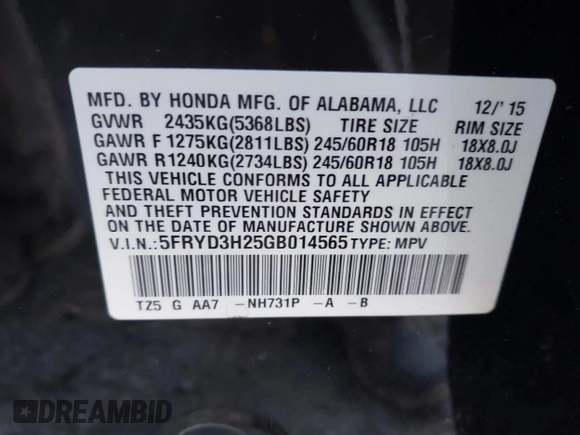 MFD. BY HONDA MFG. OF ALABAMA, LLC 12/'15
GVWR 2435KG(5368LBS) TIRE SIZE RIM SIZE
GAWR F 1275KG(2811LBS) 245/60R18 105H 18X8.0J
GAWR R1240KG(2734LBS) 245/60R18 105H 18X8.0J
THIS VEHICLE CONFORMS TO ALL APPLICABLE
FEDERAL MOTOR VEHICLE SAFETY, BUMPER,
AND THEFT PREVENTION STANDARDS IN EFFECT
ON THE DATE OF MANUFACTURE SHOWN ABOVE.
V.I.N.:5FRYD3H25GB014565 TYPE: MPV
TZ5 G AA7 -NH731P -A -B
DREAMBID